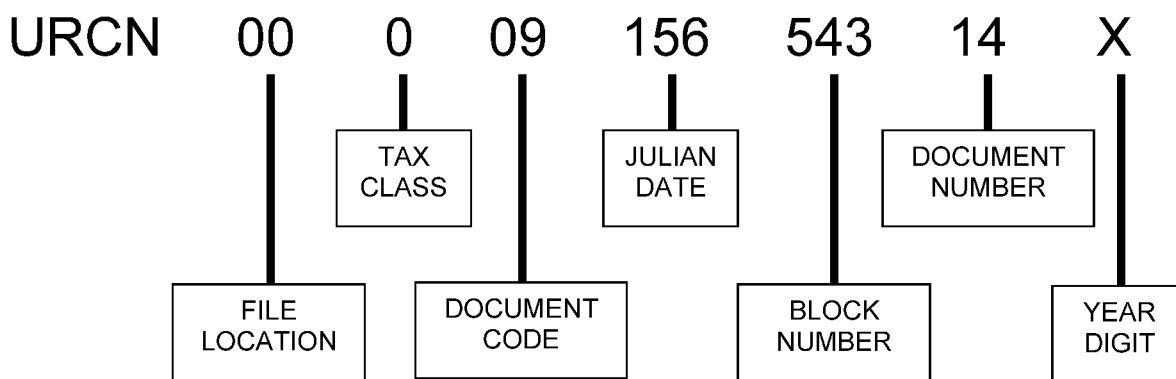 URCN 00 0 09 156 543 14 X
TAX
CLASS
JULIAN
DATE
DOCUMENT
NUMBER
FILE
LOCATION
DOCUMENT
CODE
BLOCK
NUMBER
YEAR
DIGIT